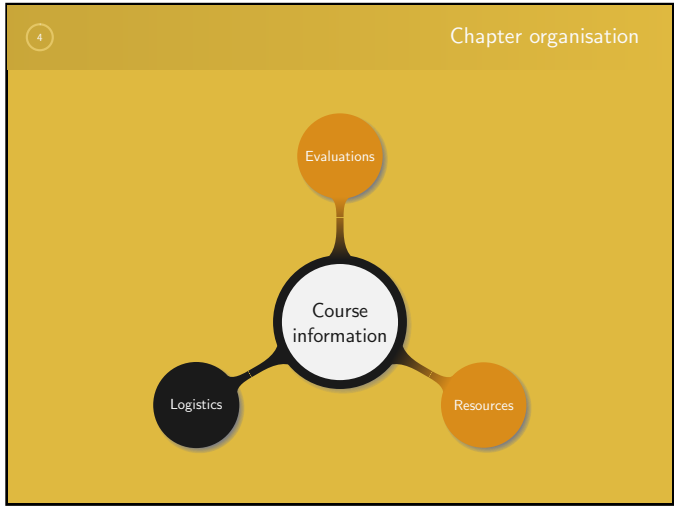 4
Chapter organisation
Evaluations
Course
information
Logistics
Resources